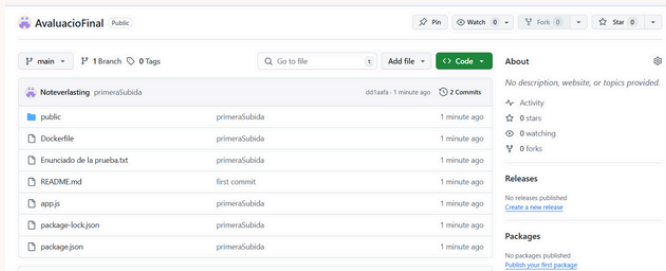 AvaluacioFinal Public
Pin Watch 0 Fork 0 Star 0
main 1 Branch 0 Tags Go to file t Add file Code
About
No description, website, or topics provided.
Noteverlasting primeraSubida dd1aafa · 1 minute ago 2 Commits
Activity
public primeraSubida 1 minute ago
0 stars
Dockerfile primeraSubida 1 minute ago
0 watching
Enunciado de la prueba.txt primeraSubida 1 minute ago
0 forks
README.md first commit 1 minute ago
Releases
app.js primeraSubida 1 minute ago
No releases published
Create a new release
package-lock.json primeraSubida 1 minute ago
package.json primeraSubida 1 minute ago
Packages
No packages published
Publish your first package